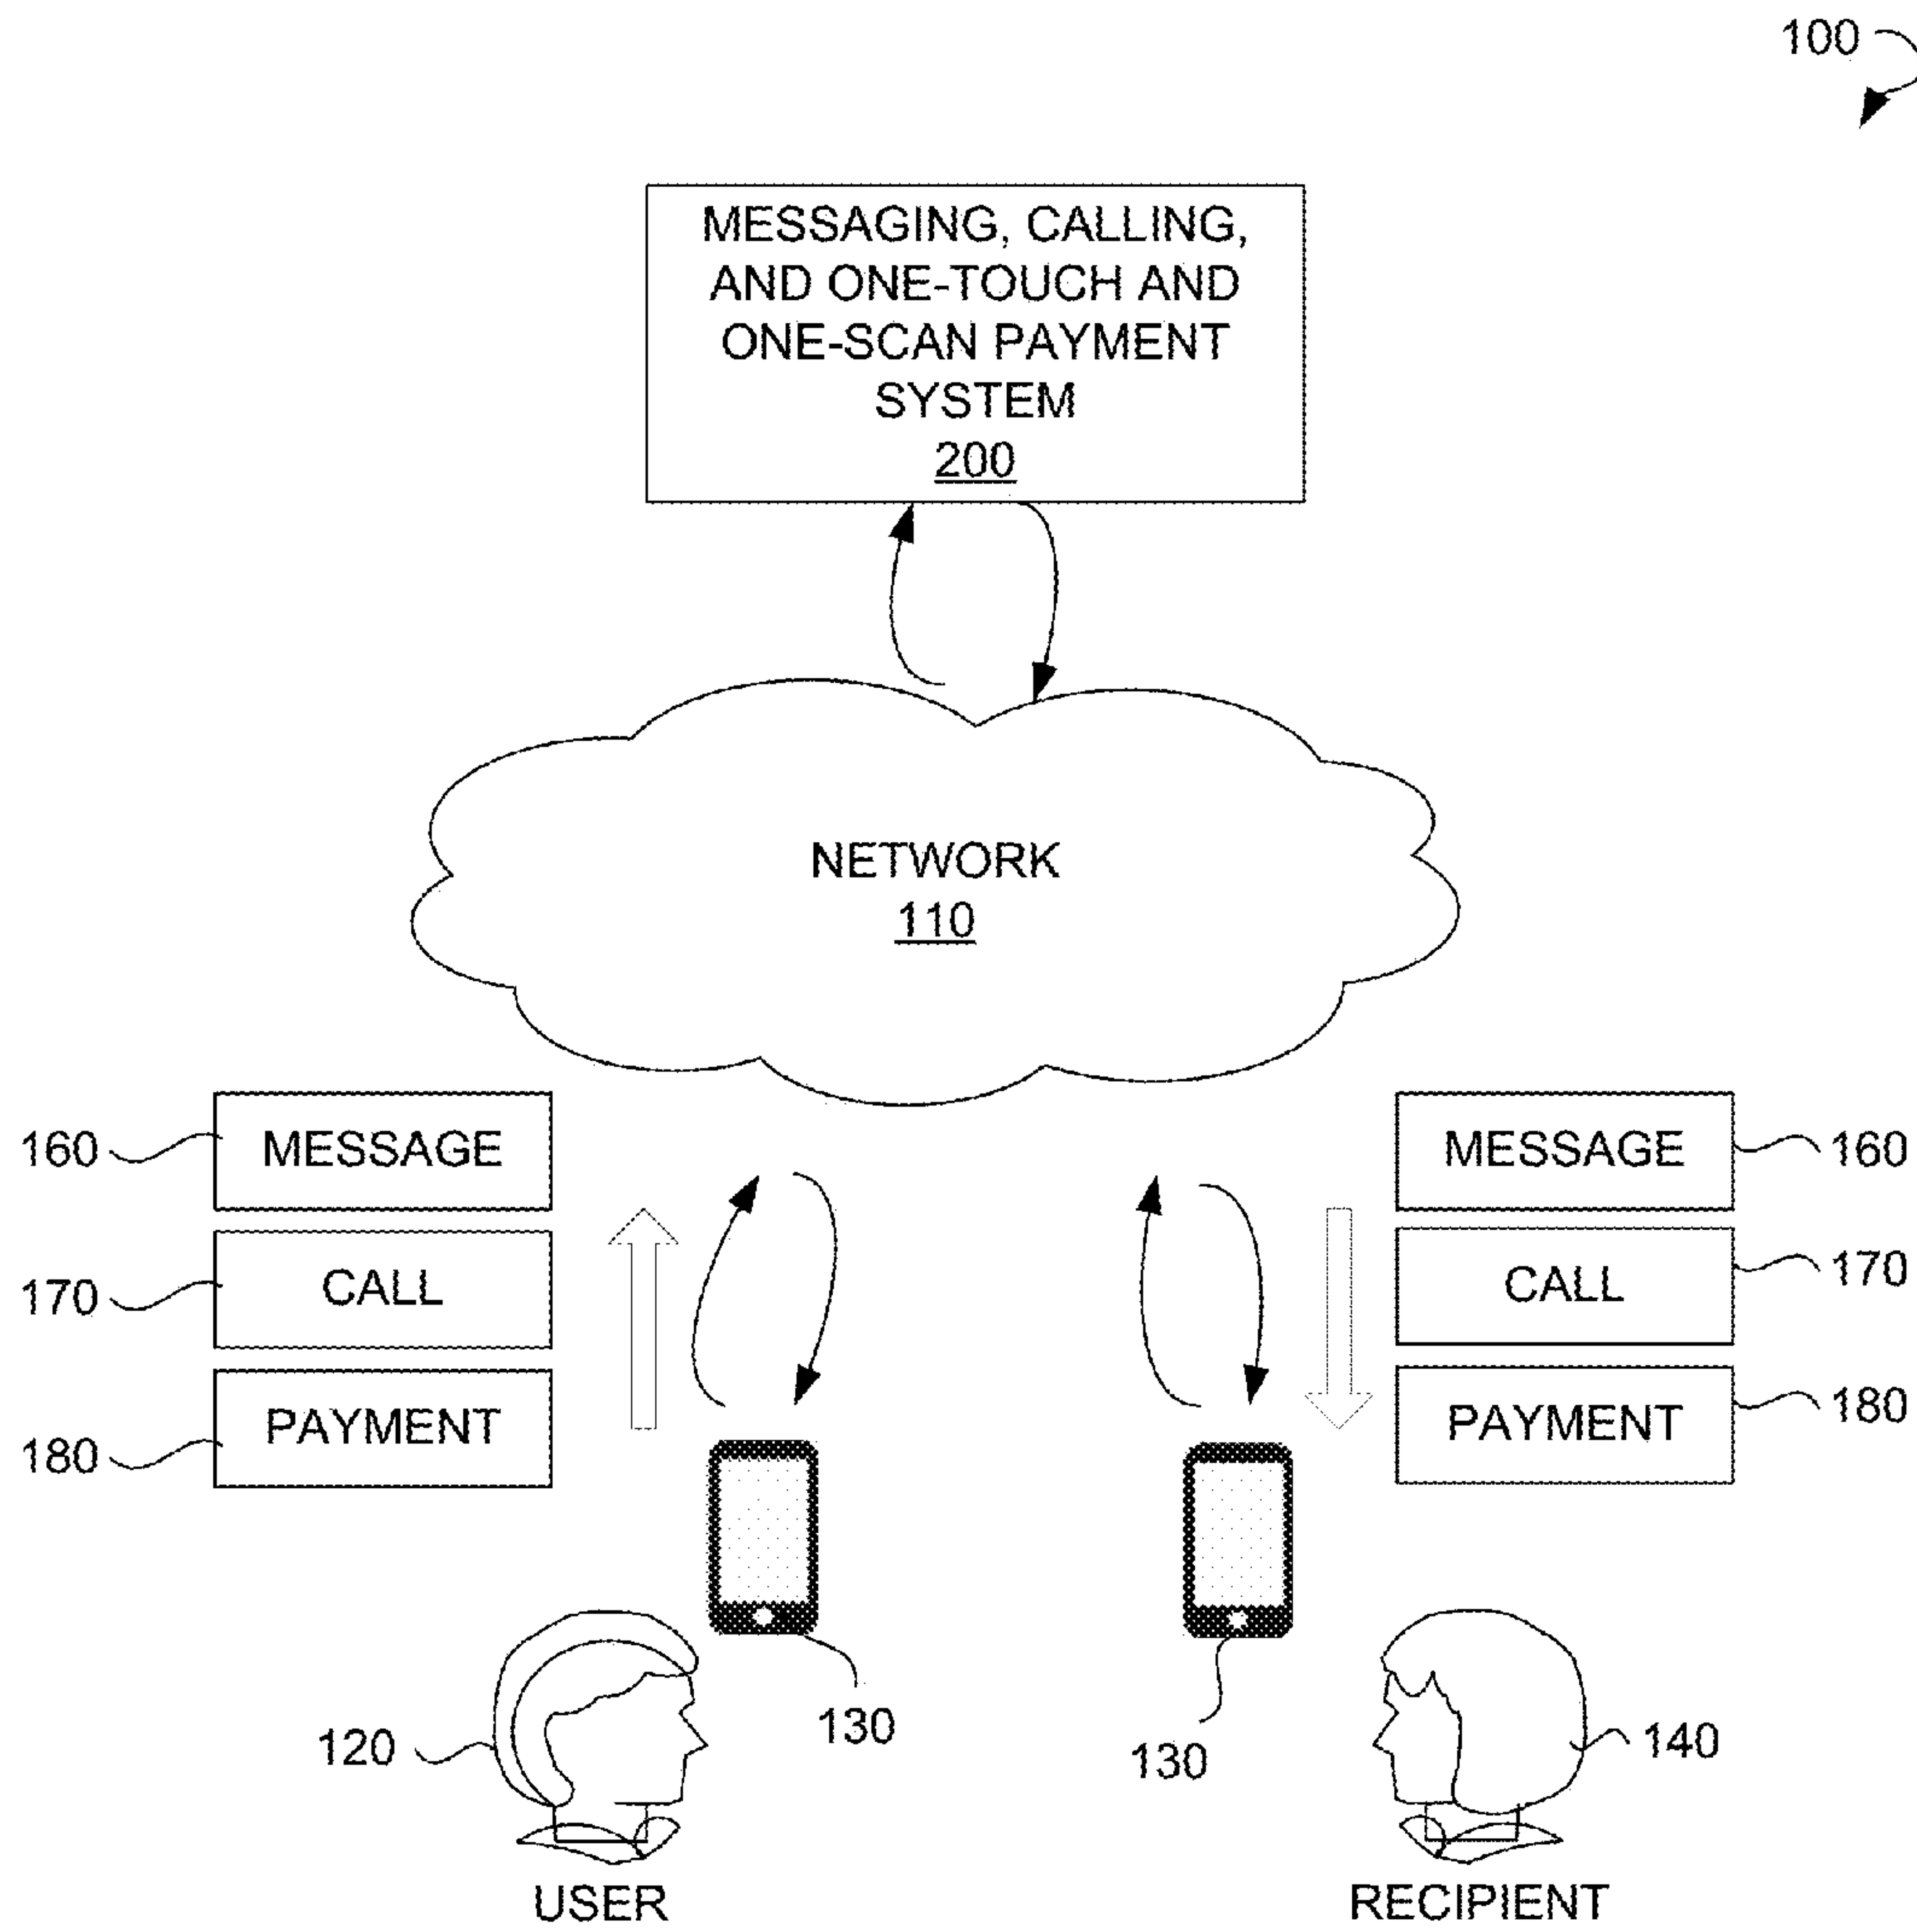 100
MESSAGING, CALLING,
AND ONE-TOUCH AND
ONE-SCAN PAYMENT
SYSTEM
200
NETWORK
110
160
MESSAGE
170
CALL
180
PAYMENT
MESSAGE
160
CALL
170
PAYMENT
180
120
130
130
140
USER
RECIPIENT